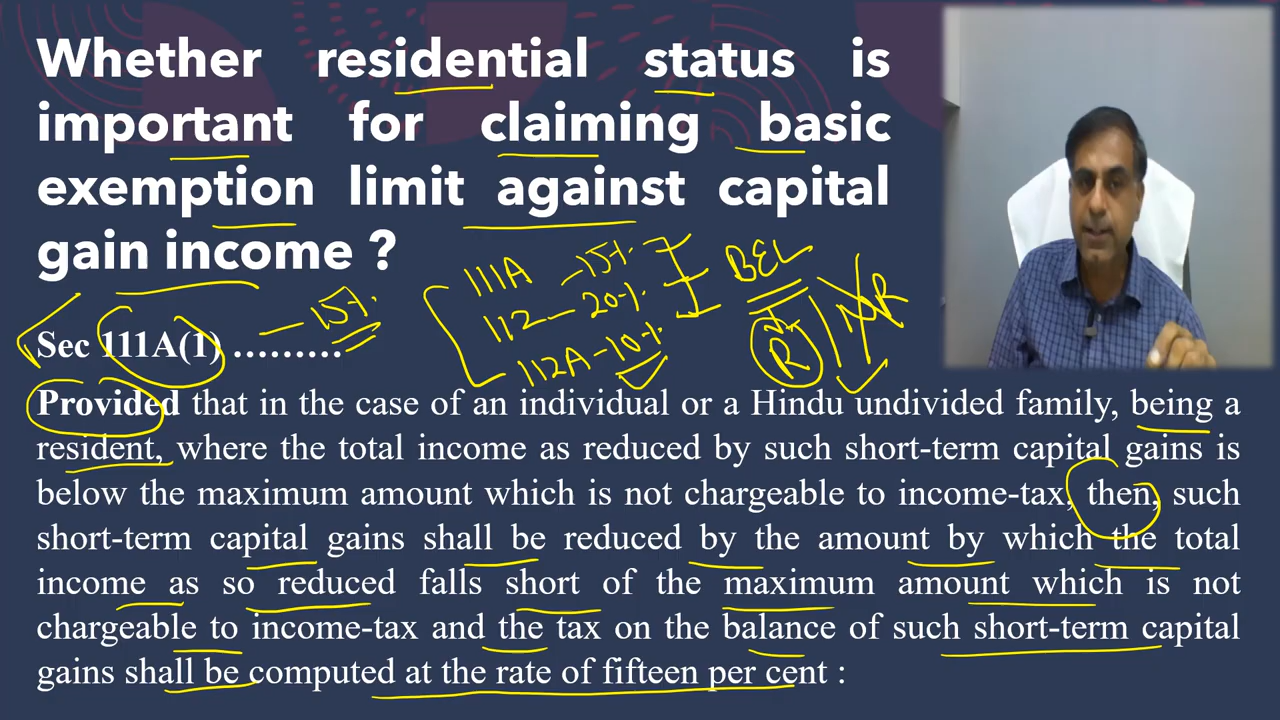 Whether residential status is
important for claiming basic
exemption limit against capital
gain income ?
111A – 15%
112 – 20%
112A – 10%
BEL
R
NR
Sec 111A(1) ......... – 15%
Provided that in the case of an individual or a Hindu undivided family, being a
resident, where the total income as reduced by such short-term capital gains is
below the maximum amount which is not chargeable to income-tax, then, such
short-term capital gains shall be reduced by the amount by which the total
income as so reduced falls short of the maximum amount which is not
chargeable to income-tax and the tax on the balance of such short-term capital
gains shall be computed at the rate of fifteen per cent :